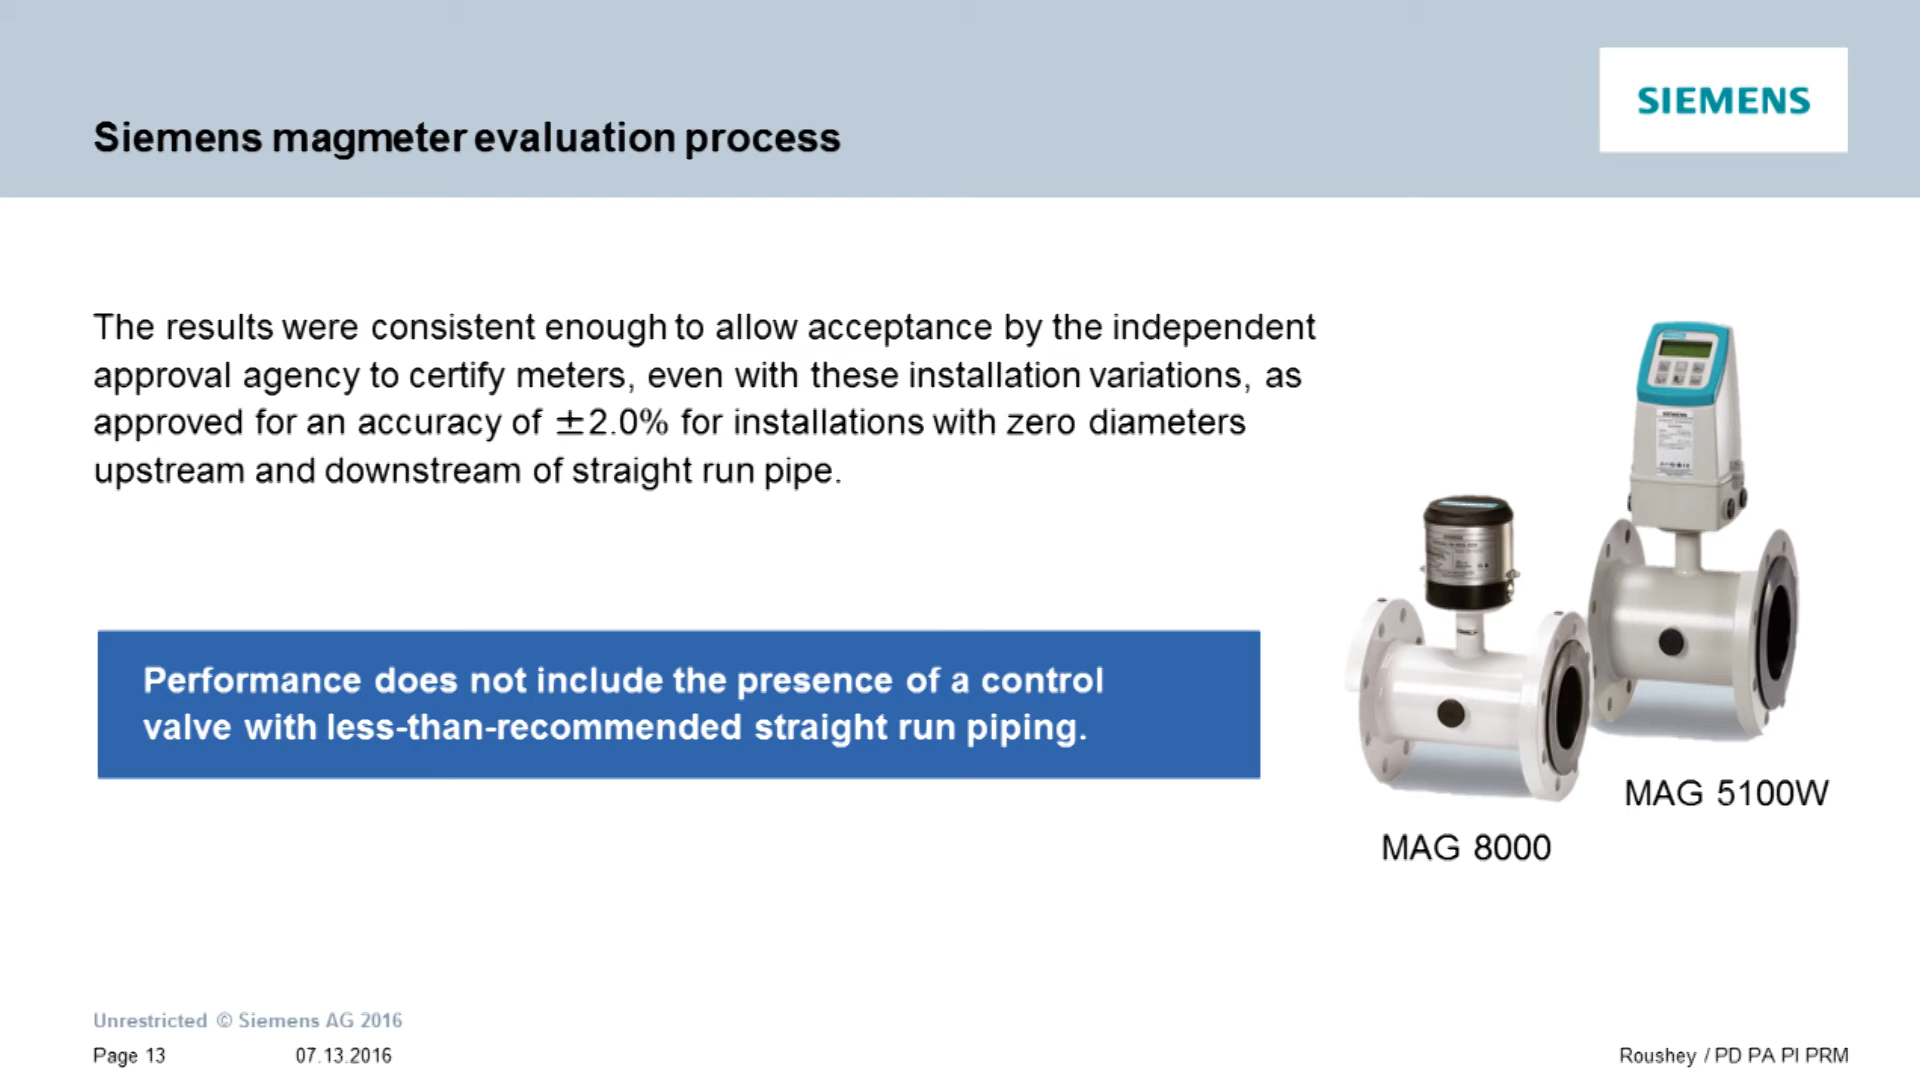 SIEMENS
Siemens magmeter evaluation process
The results were consistent enough to allow acceptance by the independent
approval agency to certify meters, even with these installation variations, as
approved for an accuracy of ±2.0% for installations with zero diameters
upstream and downstream of straight run pipe.
Performance does not include the presence of a control
valve with less-than-recommended straight run piping.
MAG 5100W
MAG 8000
Unrestricted © Siemens AG 2016
Page 13 07.13.2016 Roushey / PD PA PI PRM